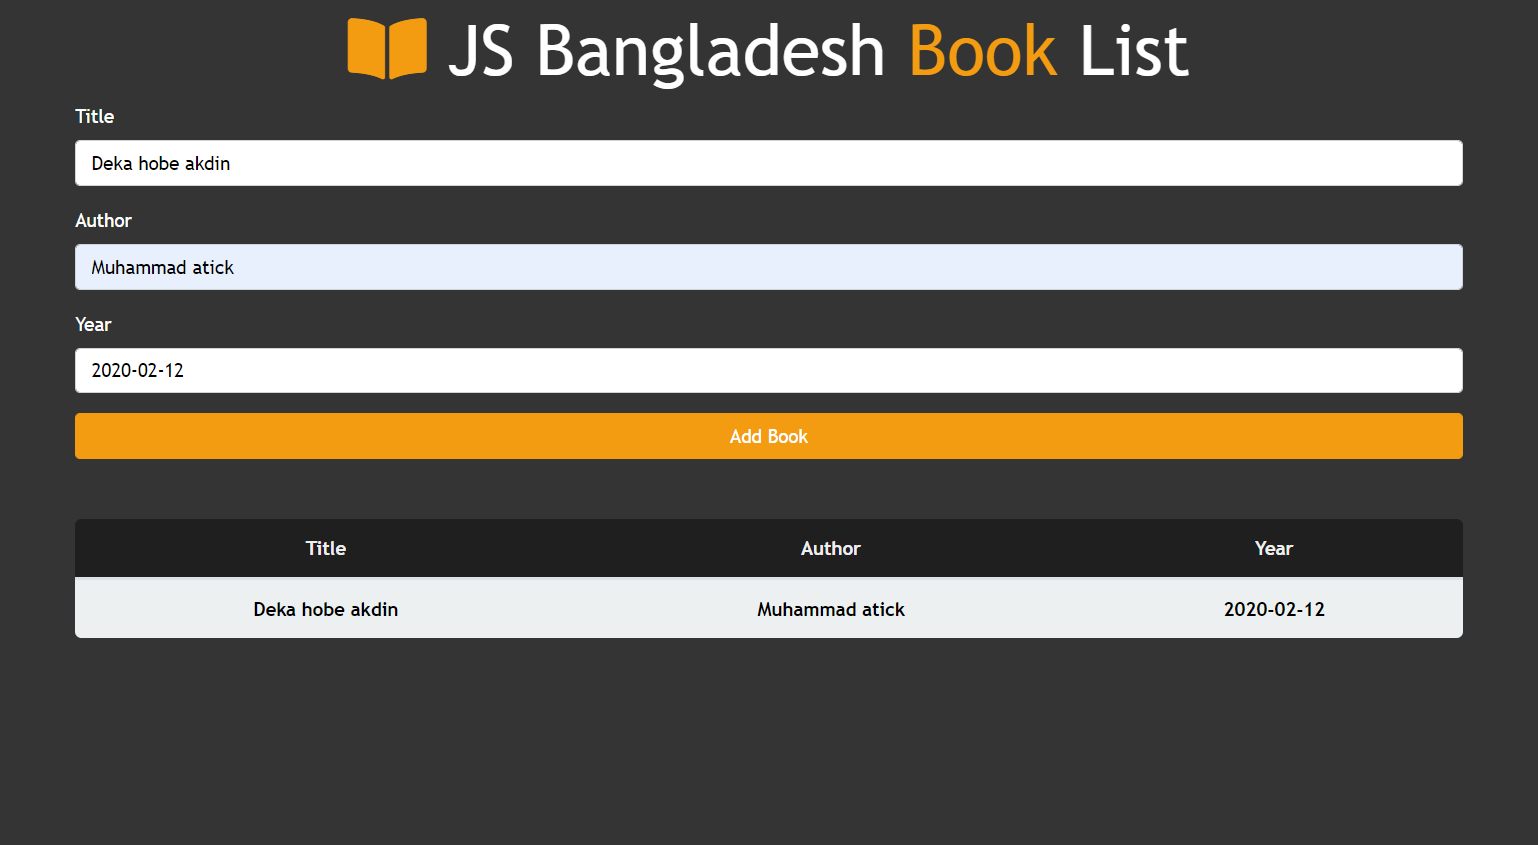 JS Bangladesh Book List
Title
Deka hobe akdin
Author
Muhammad atick
Year
2020-02-12
Add Book
Title Author Year
Deka hobe akdin Muhammad atick 2020-02-12